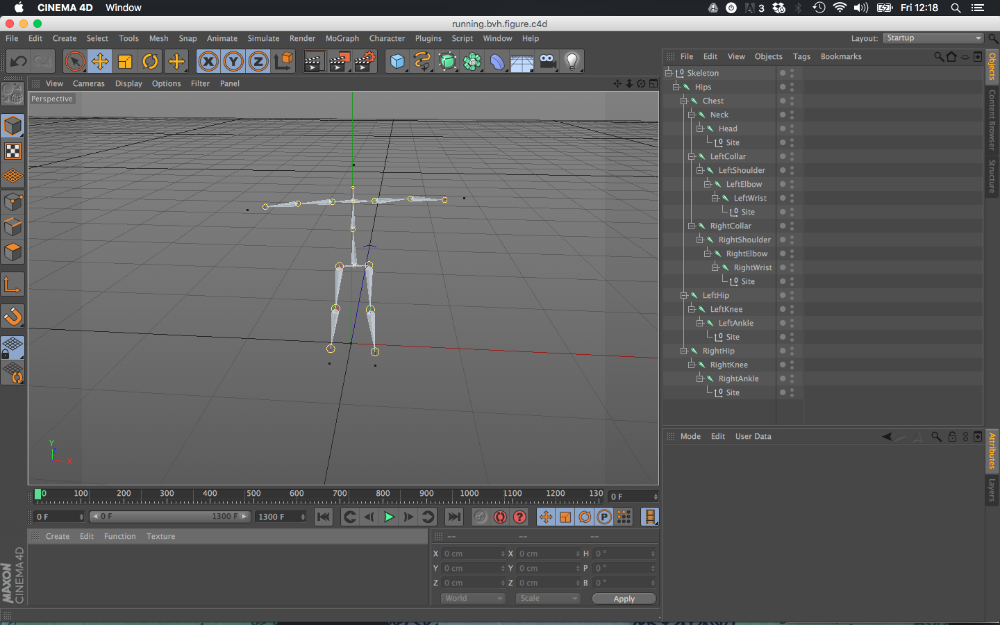 CINEMA 4D Window
3 Fri 12:18
running.bvh.figure.c4d
File Edit Create Select Tools Mesh Snap Animate Simulate Render MoGraph Character Plugins Script Window Help
Layout: Startup
X Y Z
View Cameras Display Options Filter Panel
Perspective
Y
Z
X
File Edit View Objects Tags Bookmarks
Skeleton
Hips
Chest
Neck
Head
Site
LeftCollar
LeftShoulder
LeftElbow
LeftWrist
Site
RightCollar
RightShoulder
RightElbow
RightWrist
Site
LeftHip
LeftKnee
LeftAnkle
Site
RightHip
RightKnee
RightAnkle
Site
Objects
Content Browser
Structure
Mode Edit User Data
Attributes
Layers
0 100 200 300 400 500 600 700 800 900 1000 1100 1200 130
0 F
0 F 0 F 1300 F 1300 F
P
Create Edit Function Texture
-- -- --
X 0 cm X 0 cm H 0 °
Y 0 cm Y 0 cm P 0 °
Z 0 cm Z 0 cm B 0 °
World Scale Apply
MAXON
CINEMA 4D